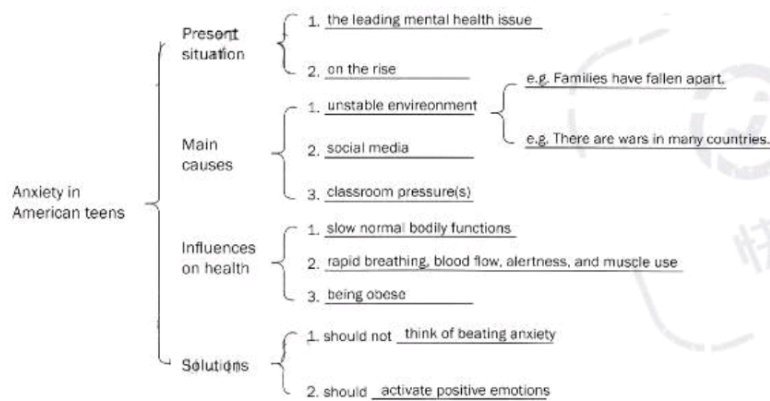 Anxiety in
American teens
Present
situation
1. the leading mental health issue
2. on the rise
Main
causes
1. unstable envireonment
e.g. Families have fallen apart.
e.g. There are wars in many countries.
2. social media
3. classroom pressure(s)
Influences
on health
1. slow normal bodily functions
2. rapid breathing, blood flow, alertness, and muscle use
3. being obese
Solutions
1. should not think of beating anxiety
2. should activate positive emotions
快